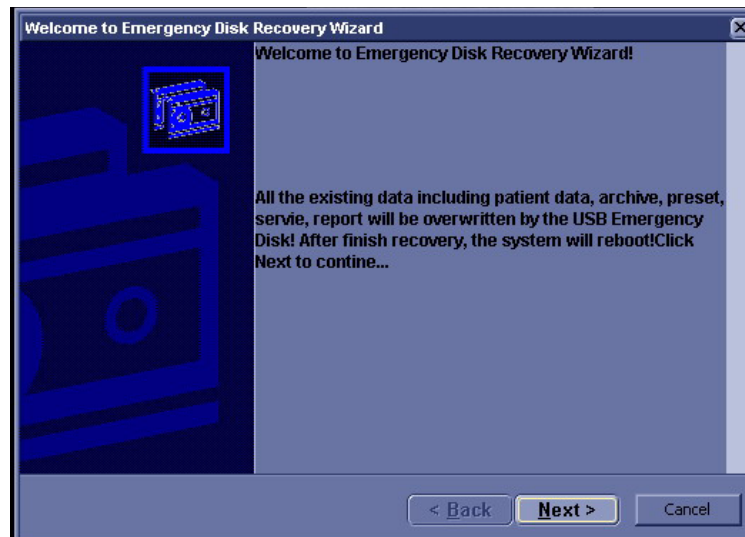 Welcome to Emergency Disk Recovery Wizard
Welcome to Emergency Disk Recovery Wizard!
All the existing data including patient data, archive, preset,
servie, report will be overwritten by the USB Emergency
Disk! After finish recovery, the system will reboot!Click
Next to contine...
< Back
Next >
Cancel